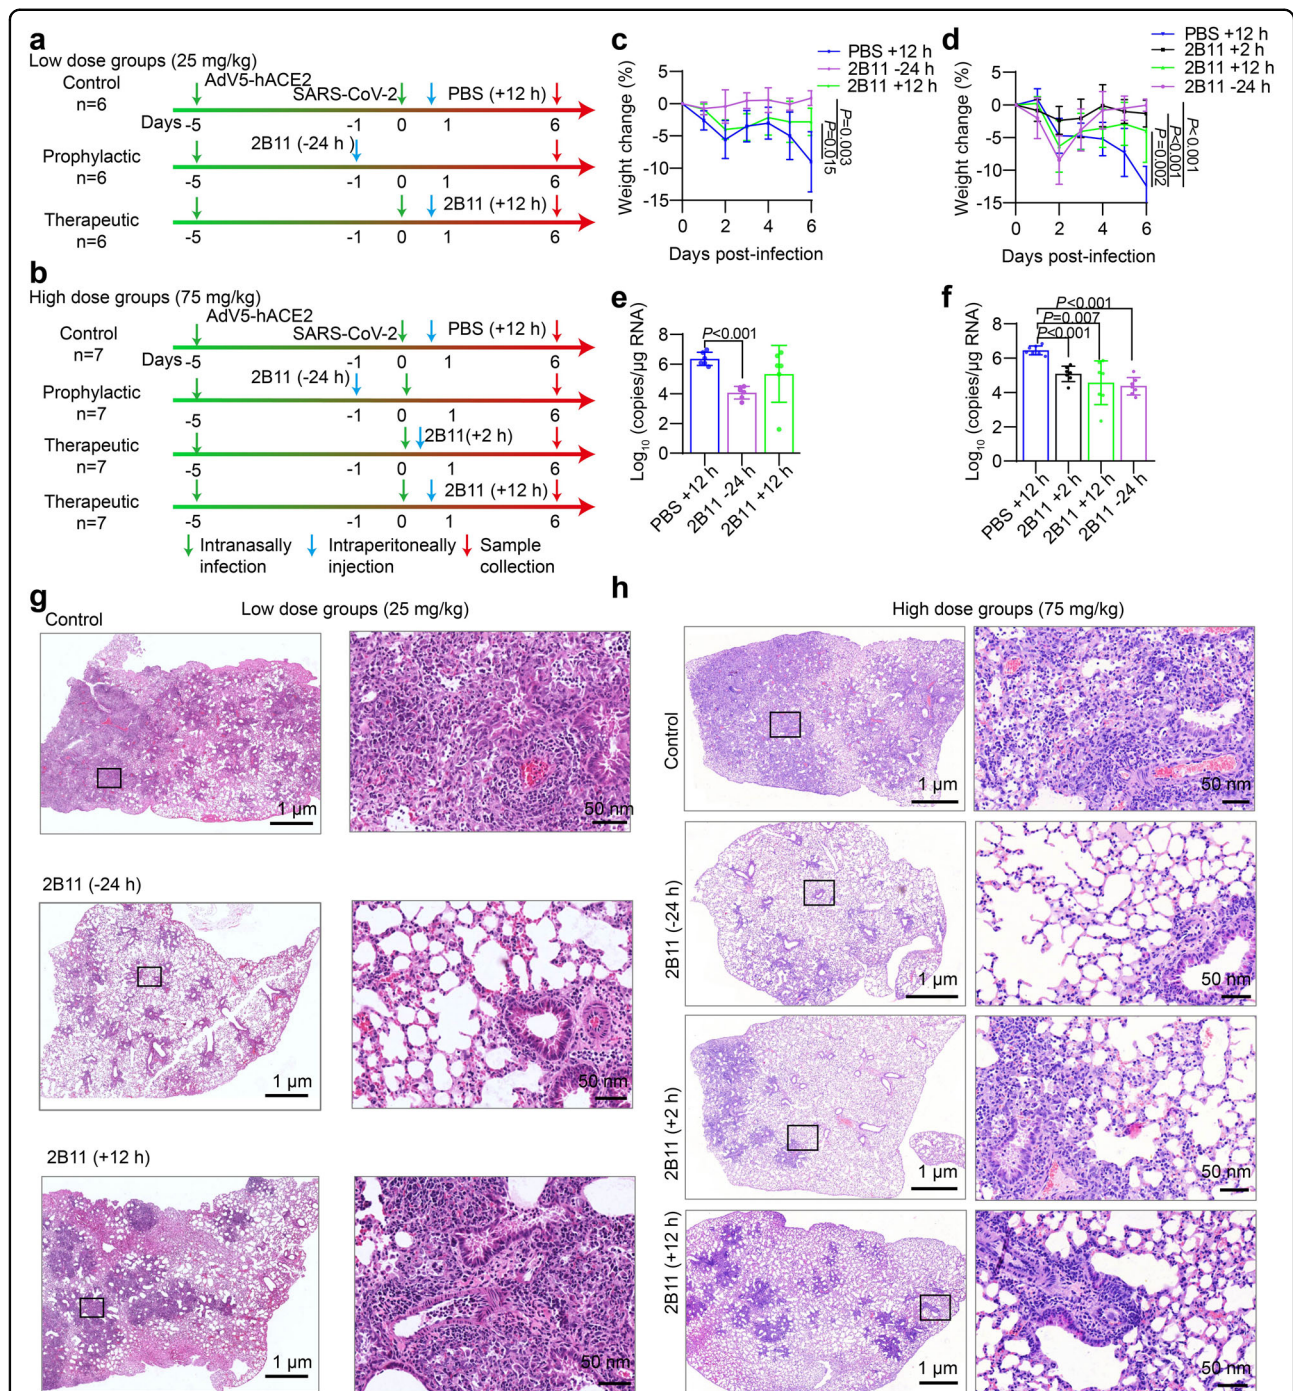 a
Low dose groups (25 mg/kg)
Control
n=6
AdV5-hACE2
SARS-CoV-2
PBS (+12 h)
Days
-5
-1
0
1
6
Prophylactic
n=6
2B11 (-24 h )
-5
-1
0
1
6
Therapeutic
n=6
2B11 (+12 h)
-5
-1
0
1
6
b
High dose groups (75 mg/kg)
Control
n=7
AdV5-hACE2
SARS-CoV-2
PBS (+12 h)
Days
-5
-1
0
1
6
Prophylactic
n=7
2B11 (-24 h)
-5
-1
0
1
6
Therapeutic
n=7
2B11(+2 h)
-5
-1
0
1
6
Therapeutic
n=7
2B11 (+12 h)
-5
-1
0
1
6
Intranasally
infection
Intraperitoneally
injection
Sample
collection
c
PBS +12 h
2B11 -24 h
2B11 +12 h
Weight change (%)
5
0
-5
-10
-15
0
2
4
6
Days post-infection
P=0.0003
P=0.015
d
PBS +12 h
2B11 +2 h
2B11 +12 h
2B11 -24 h
Weight change (%)
5
0
-5
-10
-15
0
2
4
6
Days post-infection
P<0.001
P<0.001
P=0.002
e
Log10 (copies/µg RNA)
8
6
4
2
0
P<0.001
PBS +12 h
2B11 -24 h
2B11 +12 h
f
Log10 (copies/µg RNA)
8
6
4
2
0
P<0.001
P=0.007
P<0.001
PBS +12 h
2B11 +2 h
2B11 +12 h
2B11 -24 h
g
Low dose groups (25 mg/kg)
Control
1 µm
50 nm
2B11 (-24 h)
1 µm
50 nm
2B11 (+12 h)
1 µm
50 nm
h
High dose groups (75 mg/kg)
Control
1 µm
50 nm
2B11 (-24 h)
1 µm
50 nm
2B11 (+2 h)
1 µm
50 nm
2B11 (+12 h)
1 µm
50 nm